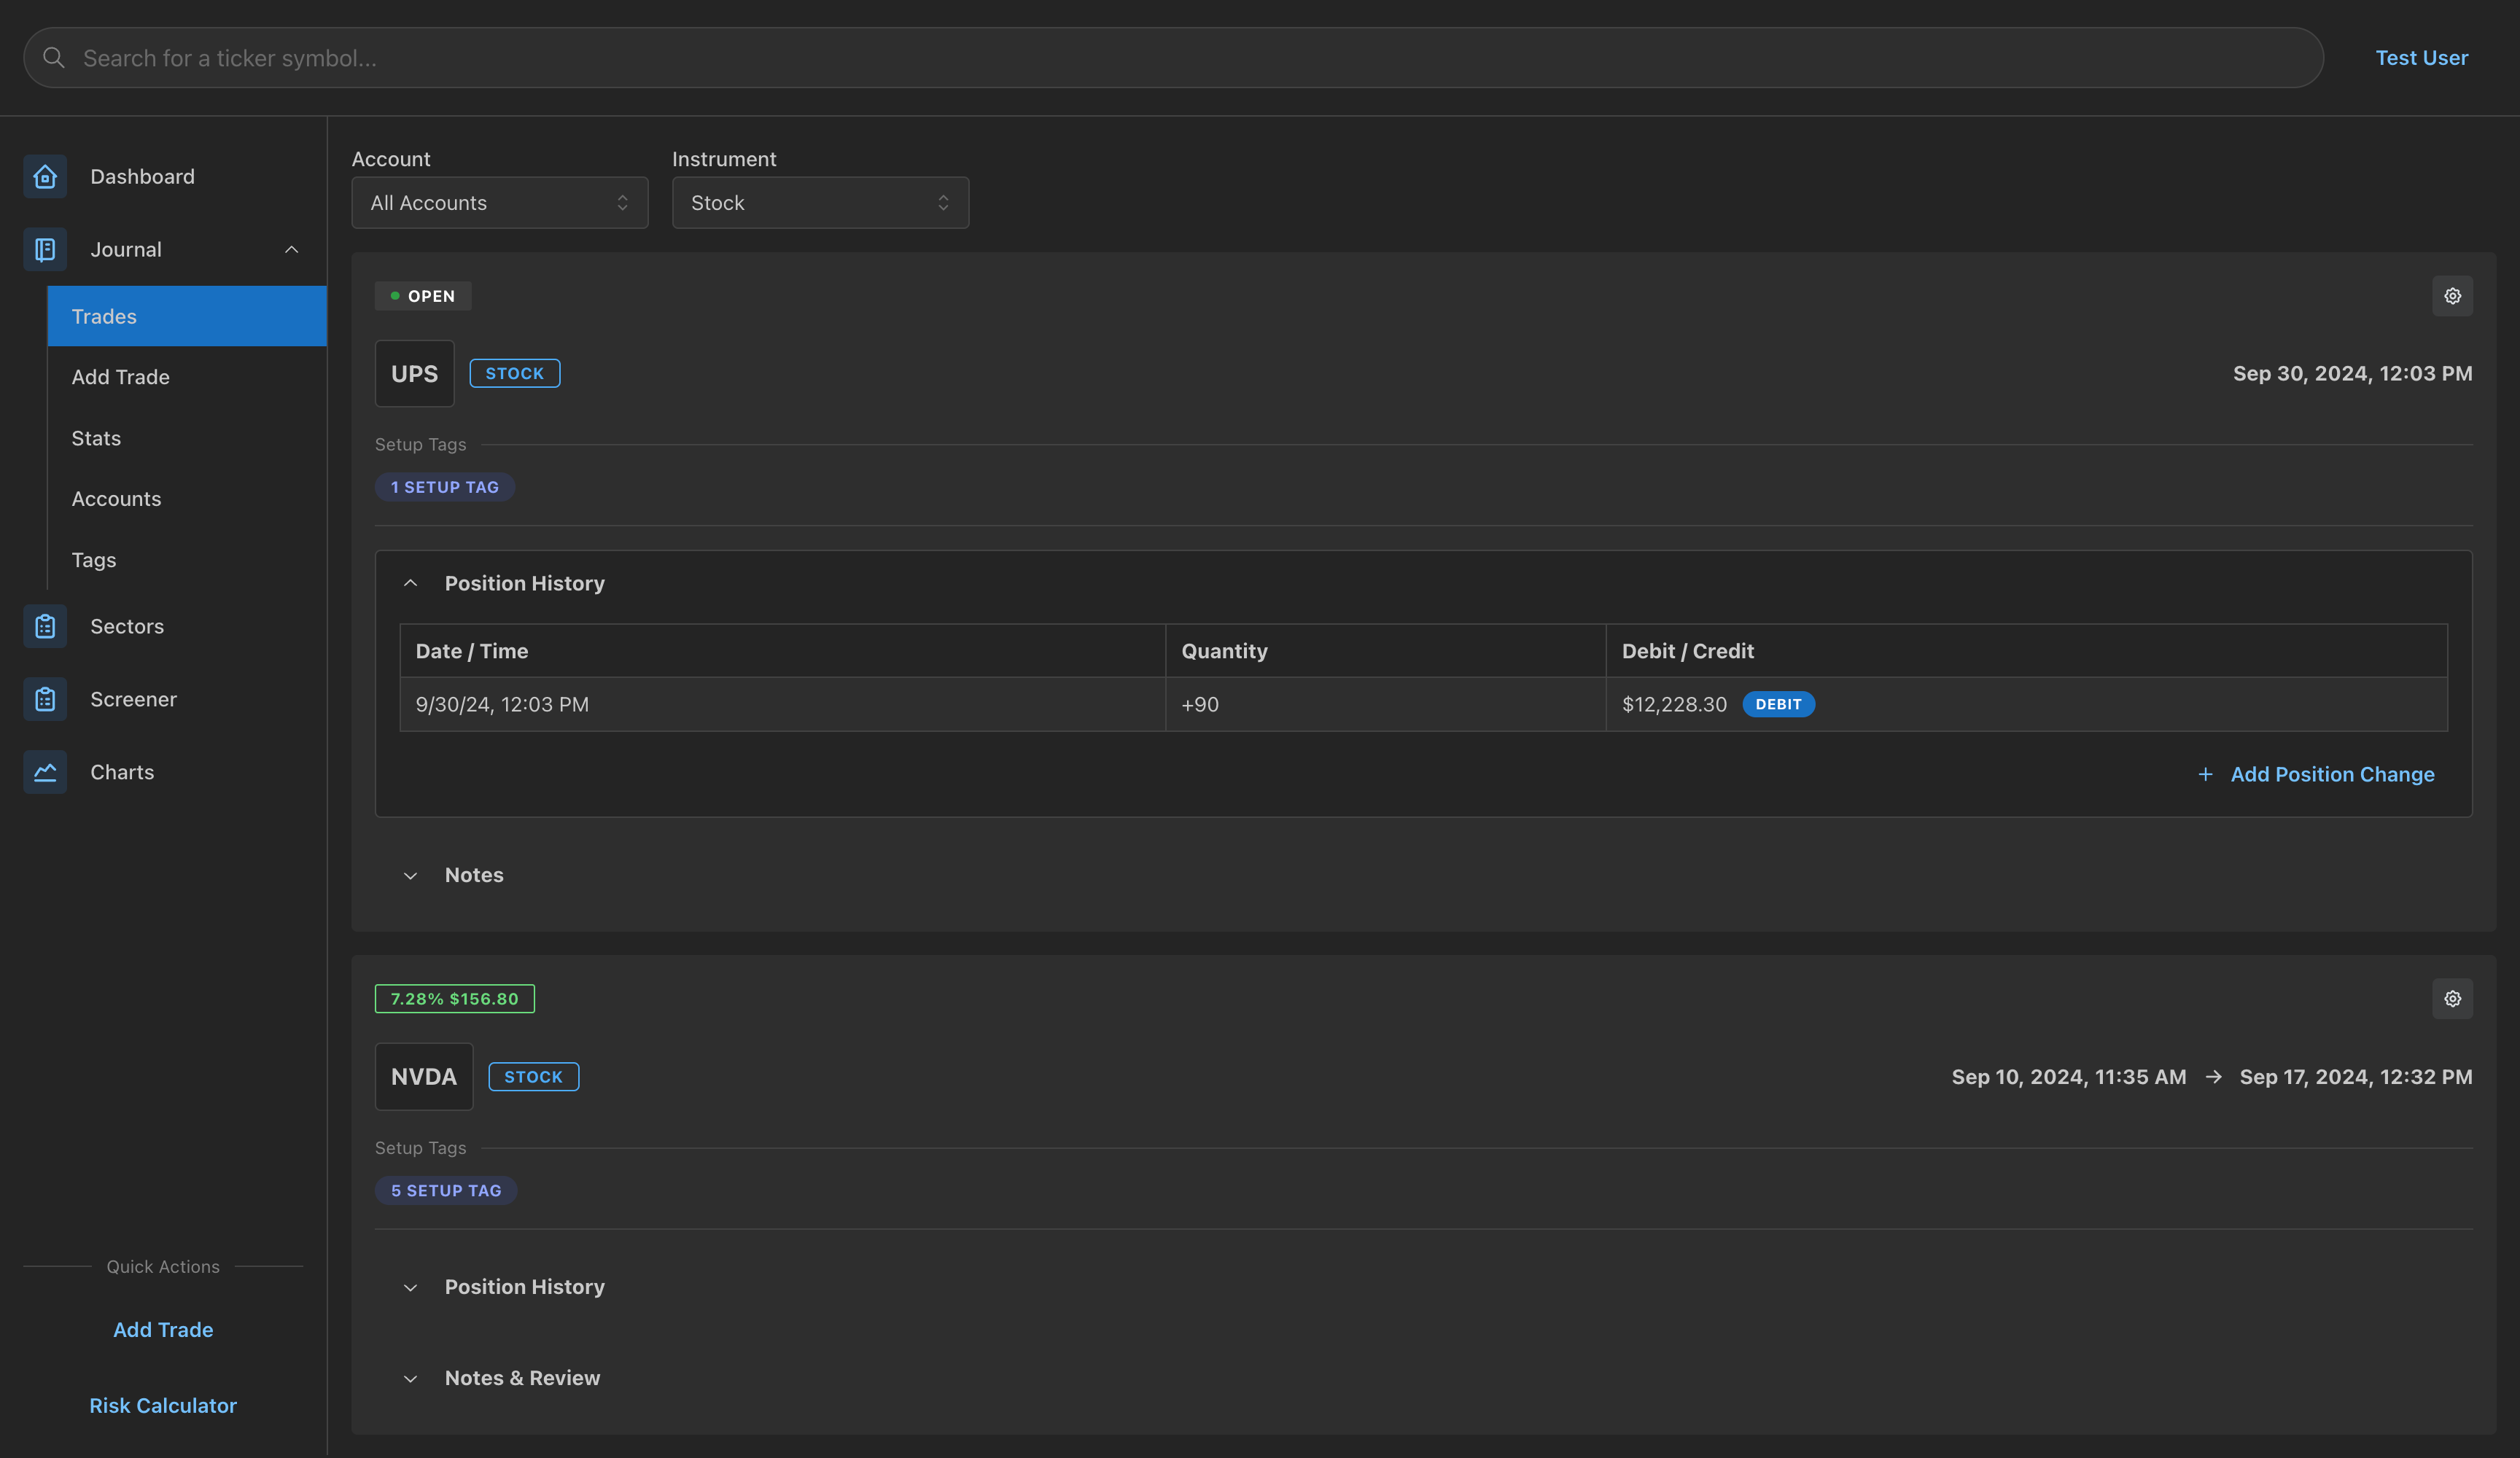 Search for a ticker symbol...
Test User
Dashboard
Journal
Trades
Add Trade
Stats
Accounts
Tags
Sectors
Screener
Charts
Quick Actions
Add Trade
Risk Calculator
Account
Instrument
All Accounts
Stock
OPEN
UPS
STOCK
Sep 30, 2024, 12:03 PM
Setup Tags
1 SETUP TAG
Position History
Date / Time
Quantity
Debit / Credit
9/30/24, 12:03 PM
+90
$12,228.30
DEBIT
+ Add Position Change
Notes
7.28% $156.80
NVDA
STOCK
Sep 10, 2024, 11:35 AM → Sep 17, 2024, 12:32 PM
Setup Tags
5 SETUP TAG
Position History
Notes & Review